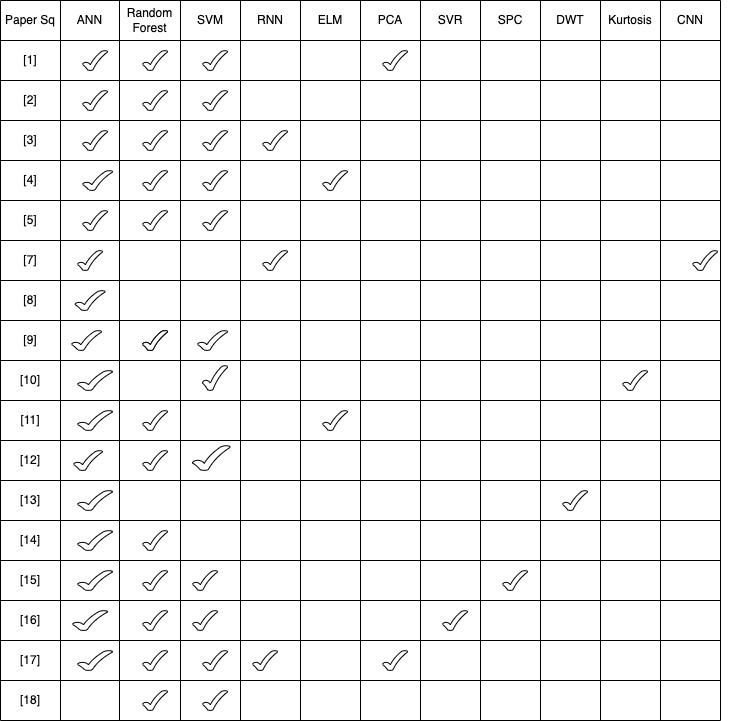 Paper Sq ANN Random Forest SVM RNN ELM PCA SVR SPC DWT Kurtosis CNN
[1] ✓ ✓ ✓ ✓
[2] ✓ ✓ ✓
[3] ✓ ✓ ✓ ✓
[4] ✓ ✓ ✓ ✓
[5] ✓ ✓ ✓
[7] ✓ ✓ ✓
[8] ✓
[9] ✓ ✓ ✓
[10] ✓ ✓ ✓
[11] ✓ ✓ ✓
[12] ✓ ✓ ✓
[13] ✓ ✓
[14] ✓ ✓
[15] ✓ ✓ ✓ ✓
[16] ✓ ✓ ✓ ✓
[17] ✓ ✓ ✓ ✓ ✓
[18] ✓ ✓